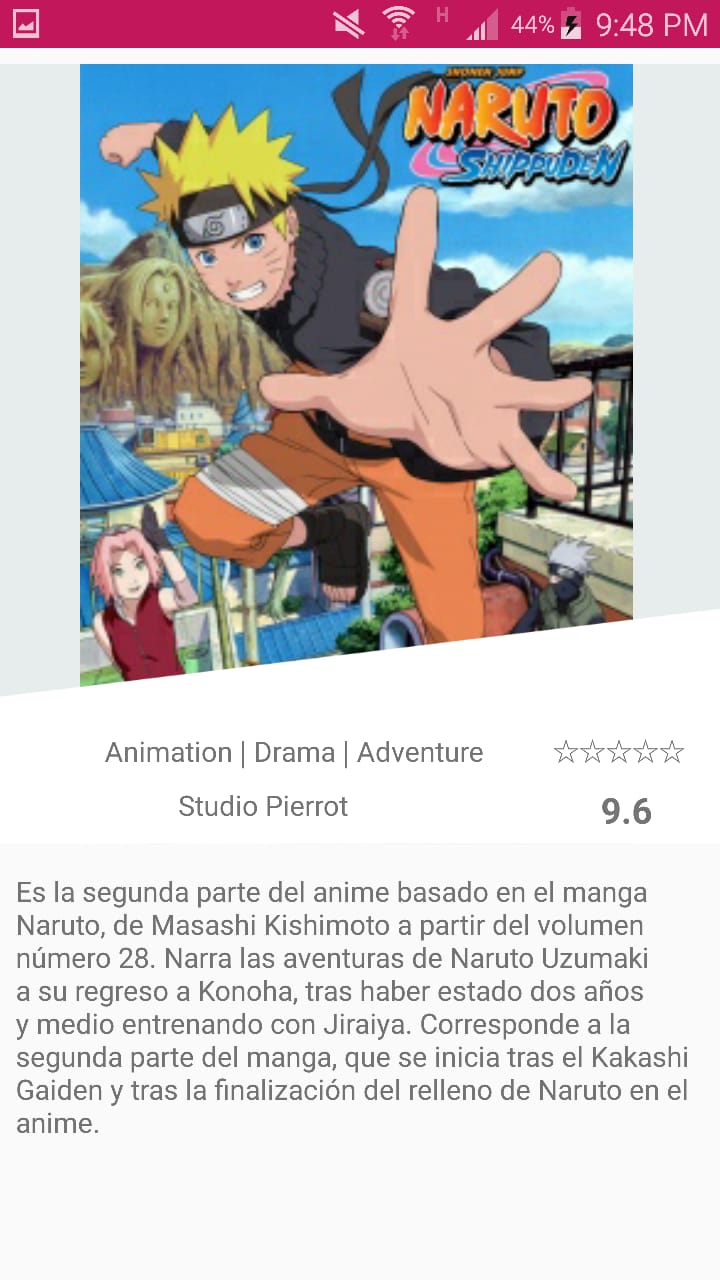 H 44% 9:48 PM
SHONEN JUMP
NARUTO
SHIPPUDEN
Animation | Drama | Adventure ☆☆☆☆☆
Studio Pierrot 9.6
Es la segunda parte del anime basado en el manga
Naruto, de Masashi Kishimoto a partir del volumen
número 28. Narra las aventuras de Naruto Uzumaki
a su regreso a Konoha, tras haber estado dos años
y medio entrenando con Jiraiya. Corresponde a la
segunda parte del manga, que se inicia tras el Kakashi
Gaiden y tras la finalización del relleno de Naruto en el
anime.